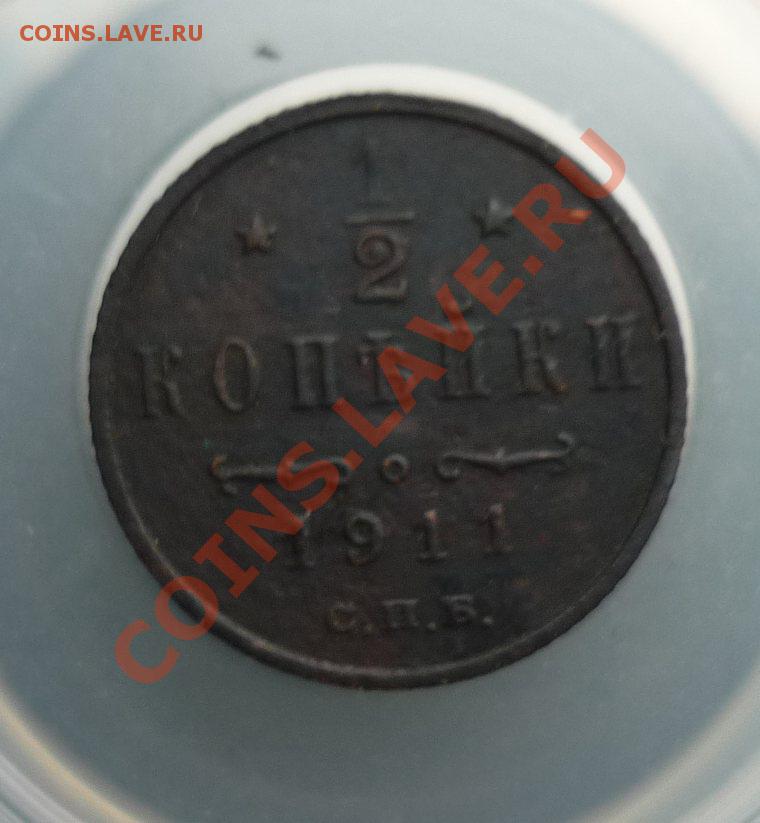 COINS.LAVE.RU
1
2
КОПѢЙКИ
1911
С.П.Б.
COINS.LAVE.RU